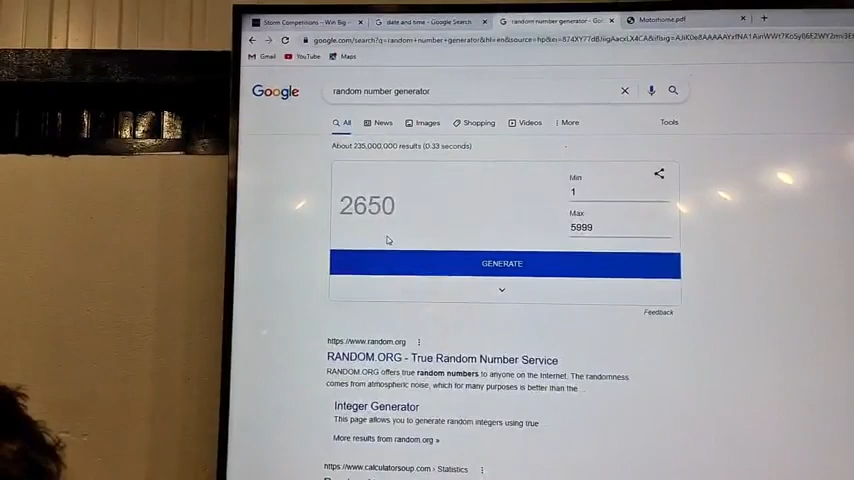 Storm Competitions – Win Big –
date and time - Google Search
random number generator - Goo
Motorhome.pdf
Gmail
YouTube
Maps
Google
random number generator
All
News
Images
Shopping
Videos
More
Tools
About 235,000,000 results (0.33 seconds)
2650
Min
1
Max
5999
GENERATE
Feedback
https://www.random.org
RANDOM.ORG - True Random Number Service
RANDOM.ORG offers true random numbers to anyone on the Internet. The randomness
comes from atmospheric noise, which for many purposes is better than the...
Integer Generator
This page allows you to generate random integers using true ...
More results from random.org »
https://www.calculatorsoup.com › Statistics